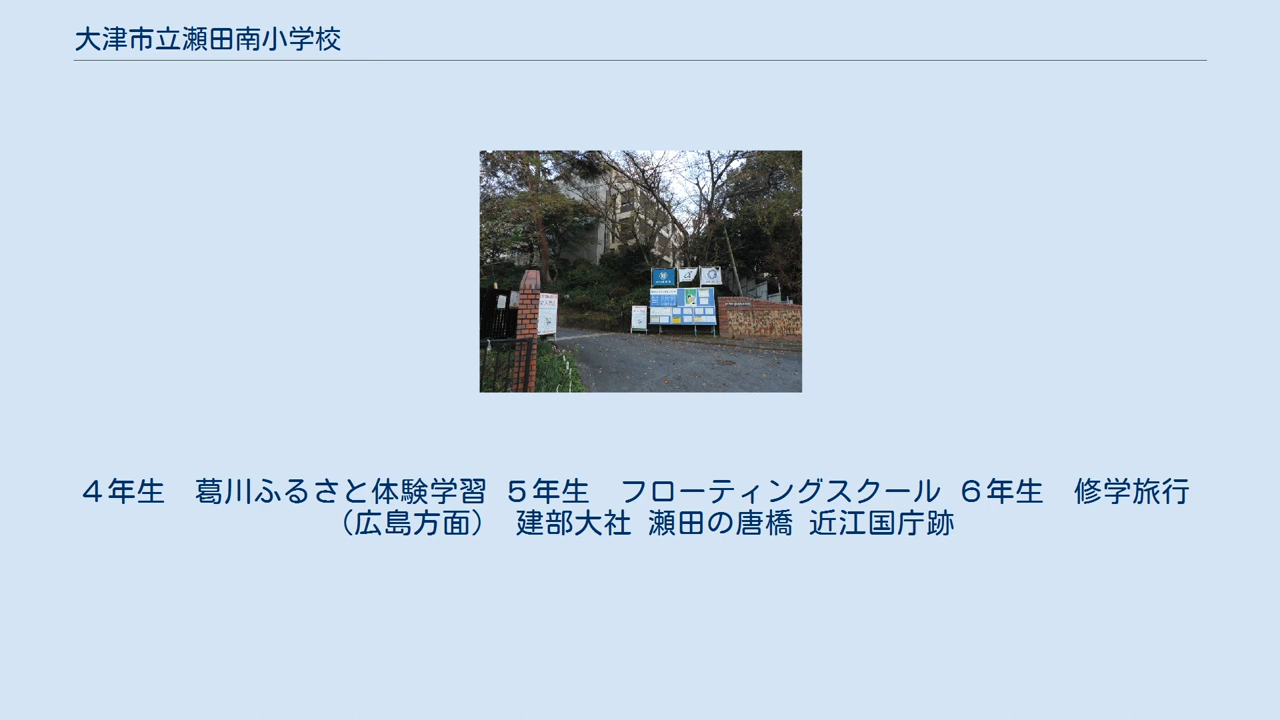 大津市立瀬田南小学校
４年生　葛川ふるさと体験学習 ５年生　フローティングスクール ６年生　修学旅行
（広島方面） 建部大社 瀬田の唐橋 近江国庁跡